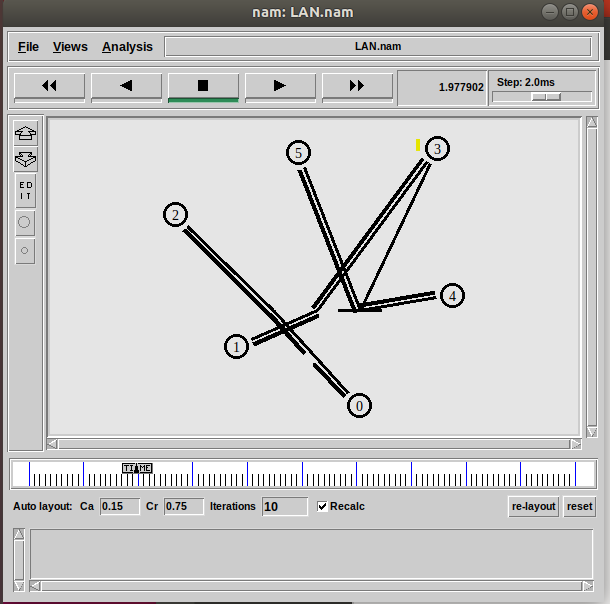 nam: LAN.nam
File Views Analysis LAN.nam
1.977902 Step: 2.0ms
E D
I T
5
3
2
4
1
0
TIME
Auto layout: Ca 0.15 Cr 0.75 Iterations 10 Recalc re-layout reset